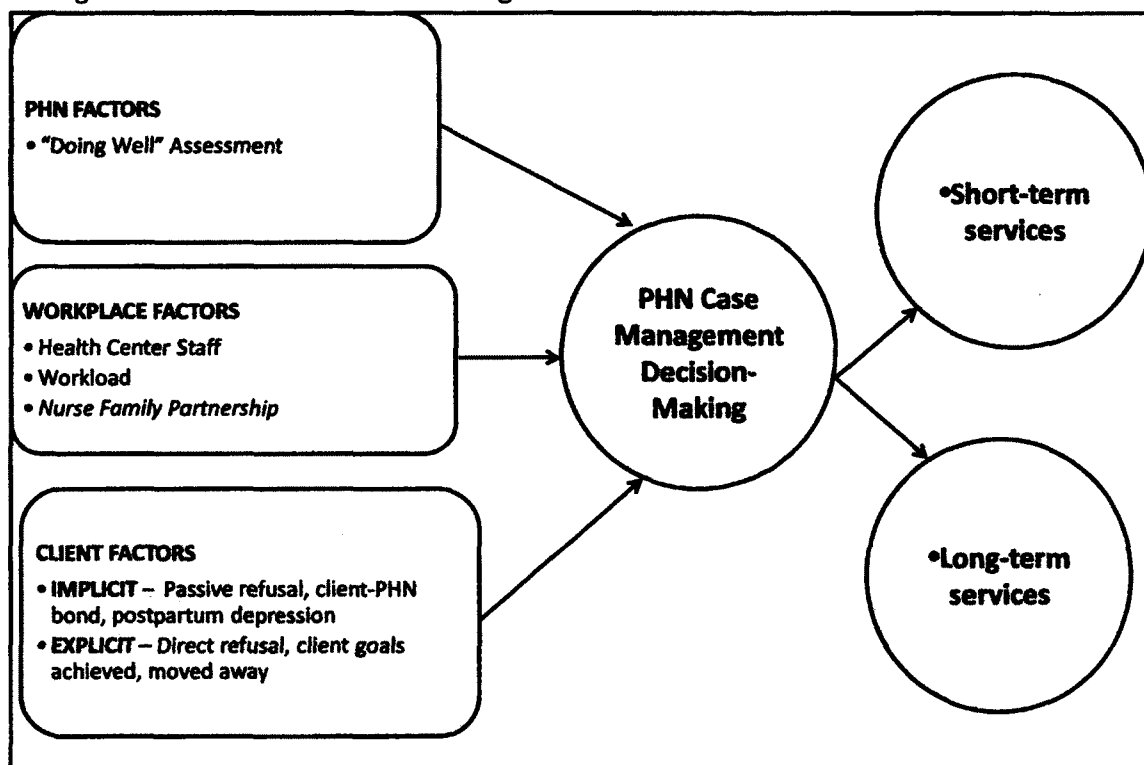 PHN FACTORS
• "Doing Well" Assessment
WORKPLACE FACTORS
• Health Center Staff
• Workload
• Nurse Family Partnership
CLIENT FACTORS
• IMPLICIT – Passive refusal, client-PHN
bond, postpartum depression
• EXPLICIT – Direct refusal, client goals
achieved, moved away
PHN Case
Management
Decision-
Making
•Short-term
services
•Long-term
services